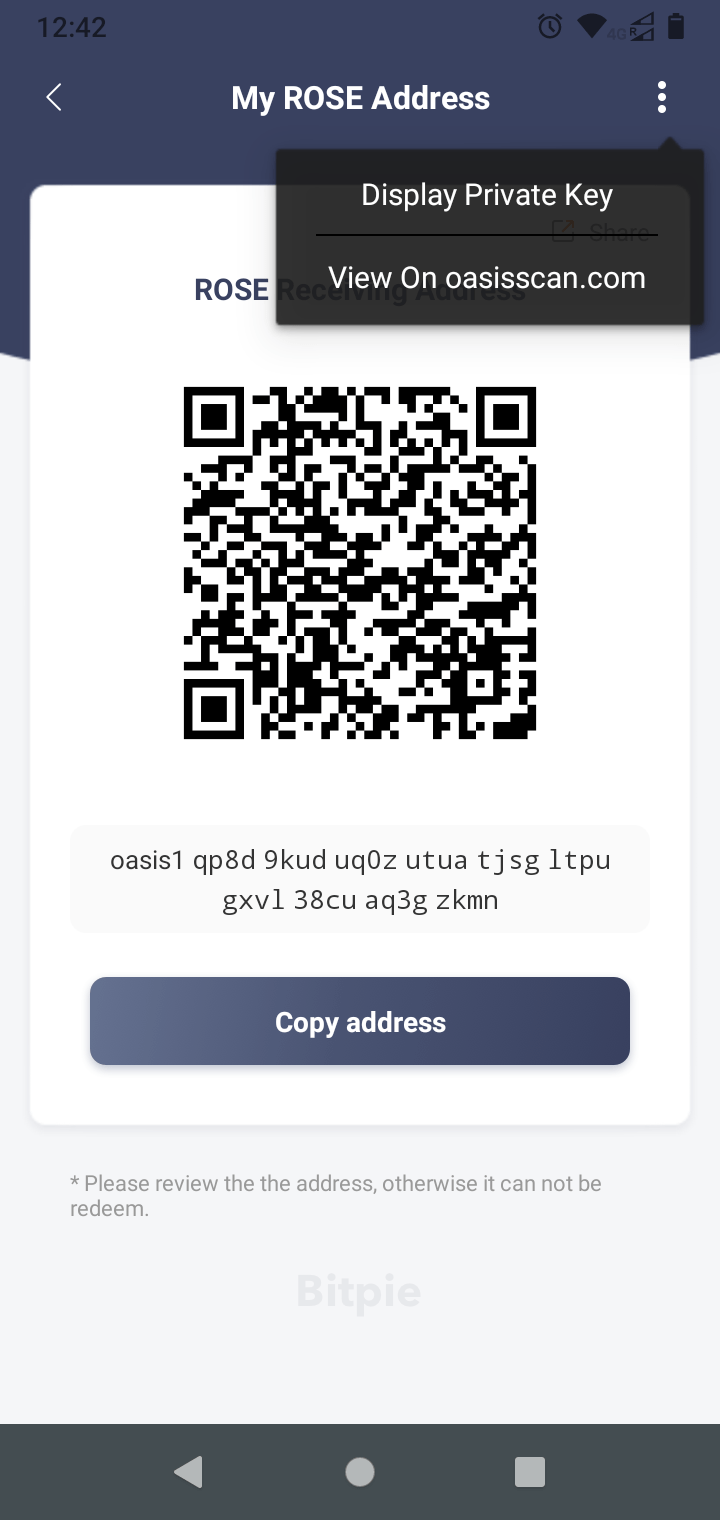 12:42
4G R
My ROSE Address
Display Private Key
Share
View On oasisscan.com
ROSE Receiving Address
oasis1 qp8d 9kud uq0z utua tjsg ltpu
gxvl 38cu aq3g zkmn
Copy address
* Please review the the address, otherwise it can not be
redeem.
Bitpie